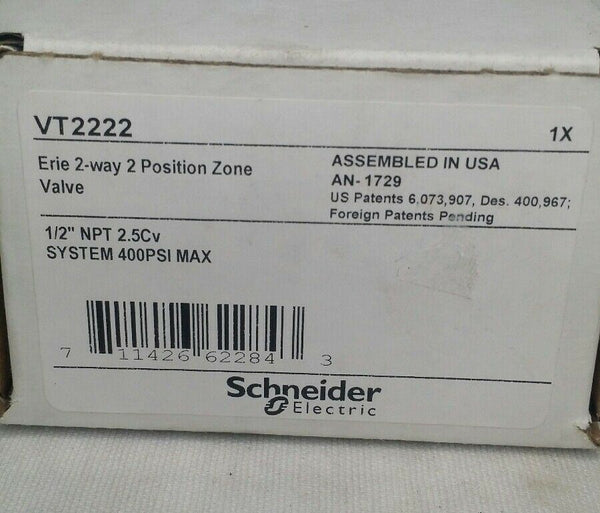 VT2222
1X
Erie 2-way 2 Position Zone
Valve
ASSEMBLED IN USA
AN-1729
US Patents 6,073,907, Des. 400,967;
Foreign Patents Pending
1/2" NPT 2.5Cv
SYSTEM 400PSI MAX
7 11426 62284 3
Schneider
Electric